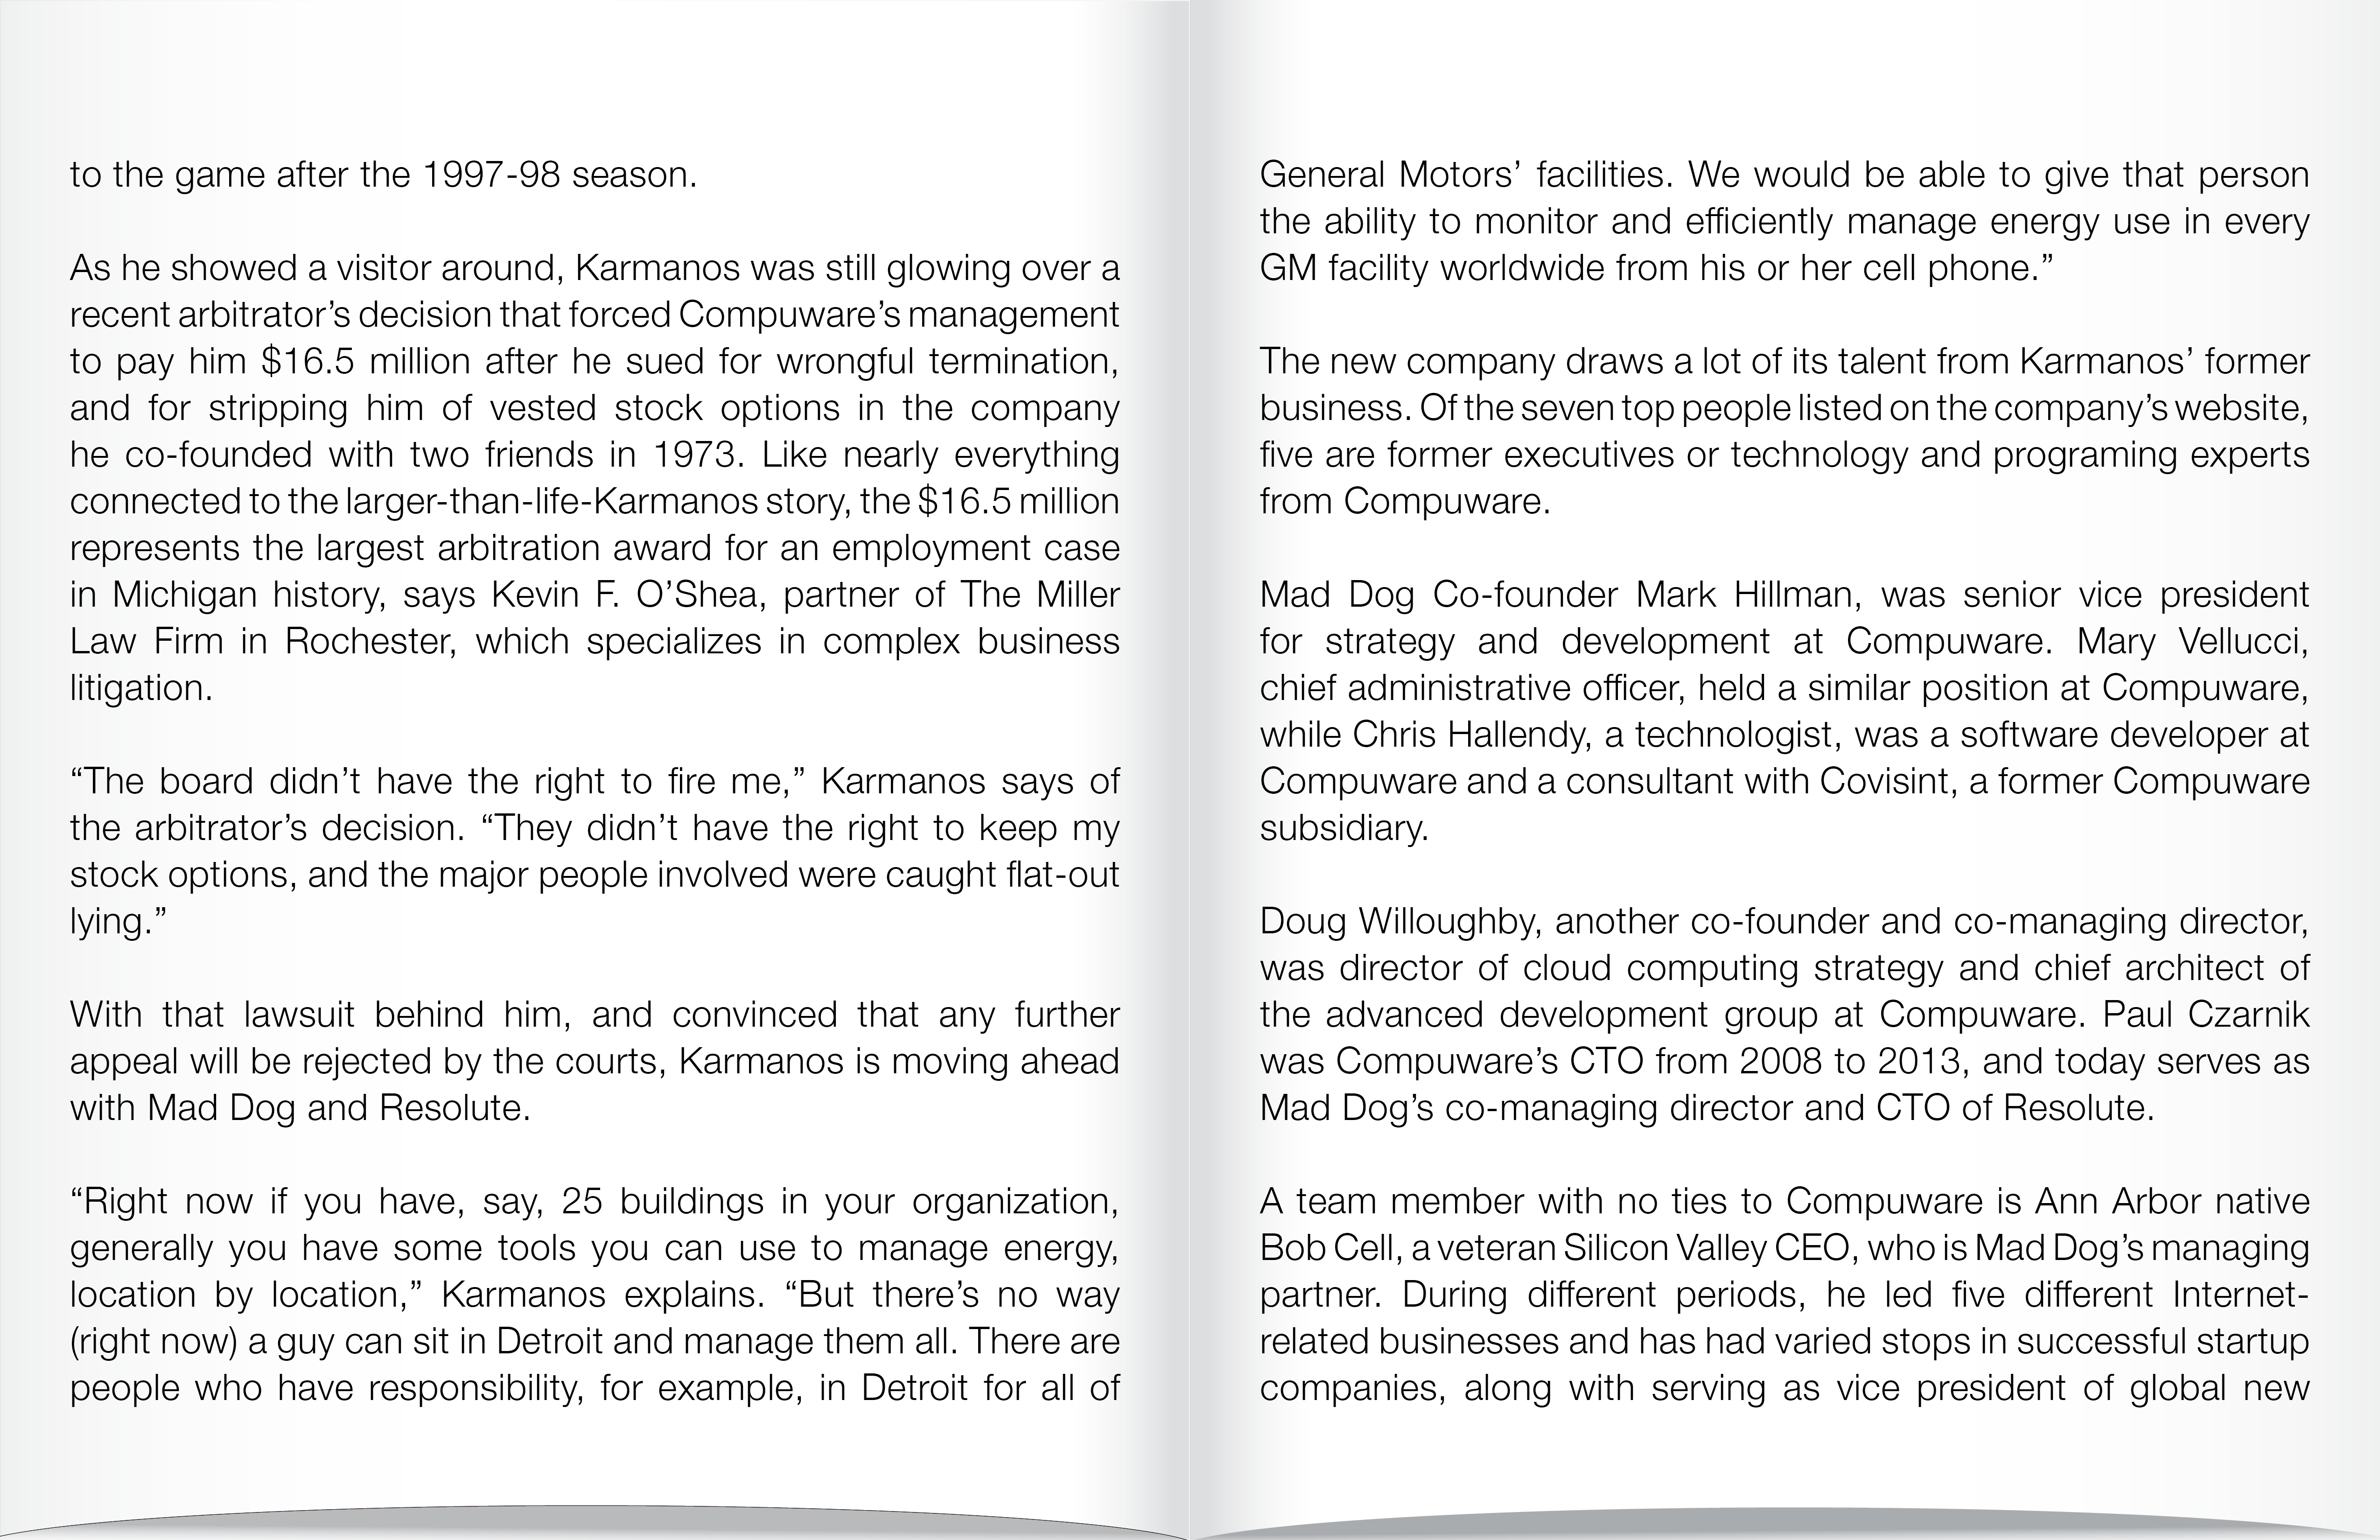 to the game after the 1997-98 season.
As he showed a visitor around, Karmanos was still glowing over a
recent arbitrator’s decision that forced Compuware’s management
to pay him $16.5 million after he sued for wrongful termination,
and for stripping him of vested stock options in the company
he co-founded with two friends in 1973. Like nearly everything
connected to the larger-than-life-Karmanos story, the $16.5 million
represents the largest arbitration award for an employment case
in Michigan history, says Kevin F. O’Shea, partner of The Miller
Law Firm in Rochester, which specializes in complex business
litigation.
“The board didn’t have the right to fire me,” Karmanos says of
the arbitrator’s decision. “They didn’t have the right to keep my
stock options, and the major people involved were caught flat-out
lying.”
With that lawsuit behind him, and convinced that any further
appeal will be rejected by the courts, Karmanos is moving ahead
with Mad Dog and Resolute.
“Right now if you have, say, 25 buildings in your organization,
generally you have some tools you can use to manage energy,
location by location,” Karmanos explains. “But there’s no way
(right now) a guy can sit in Detroit and manage them all. There are
people who have responsibility, for example, in Detroit for all of
General Motors’ facilities. We would be able to give that person
the ability to monitor and efficiently manage energy use in every
GM facility worldwide from his or her cell phone.”
The new company draws a lot of its talent from Karmanos’ former
business. Of the seven top people listed on the company’s website,
five are former executives or technology and programing experts
from Compuware.
Mad Dog Co-founder Mark Hillman, was senior vice president
for strategy and development at Compuware. Mary Vellucci,
chief administrative officer, held a similar position at Compuware,
while Chris Hallendy, a technologist, was a software developer at
Compuware and a consultant with Covisint, a former Compuware
subsidiary.
Doug Willoughby, another co-founder and co-managing director,
was director of cloud computing strategy and chief architect of
the advanced development group at Compuware. Paul Czarnik
was Compuware’s CTO from 2008 to 2013, and today serves as
Mad Dog’s co-managing director and CTO of Resolute.
A team member with no ties to Compuware is Ann Arbor native
Bob Cell, a veteran Silicon Valley CEO, who is Mad Dog’s managing
partner. During different periods, he led five different Internet-
related businesses and has had varied stops in successful startup
companies, along with serving as vice president of global new